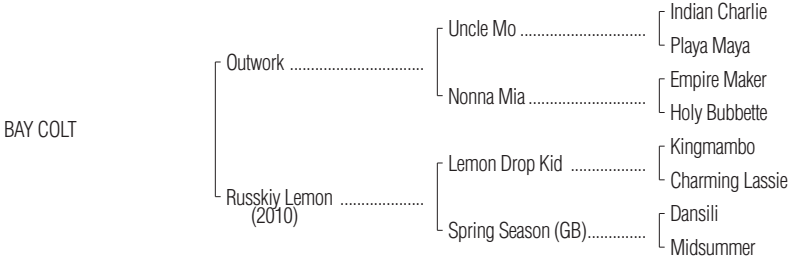 Indian Charlie
Uncle Mo ..............................
Playa Maya
Outwork ................................
Empire Maker
Nonna Mia ............................
Holy Bubbette
BAY COLT
Kingmambo
Lemon Drop Kid ..................
Charming Lassie
Russkiy Lemon ....................
(2010)
Dansili
Spring Season (GB)..............
Midsummer